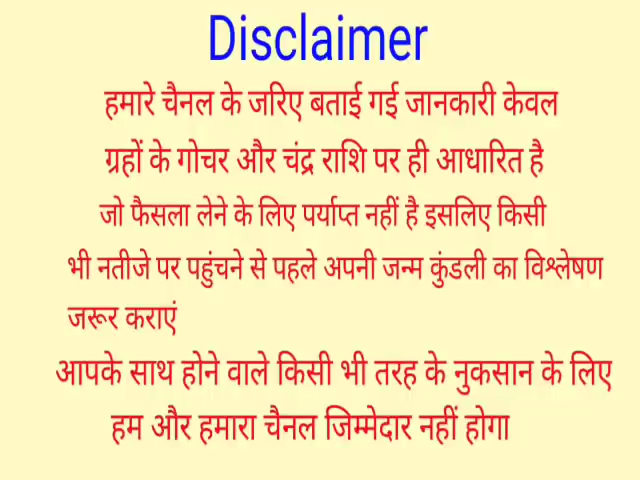 Disclaimer
हमारे चैनल के जरिए बताई गई जानकारी केवल
ग्रहों के गोचर और चंद्र राशि पर ही आधारित है
जो फैसला लेने के लिए पर्याप्त नहीं है इसलिए किसी
भी नतीजे पर पहुंचने से पहले अपनी जन्म कुंडली का विश्लेषण
जरूर कराएं
आपके साथ होने वाले किसी भी तरह के नुकसान के लिए
हम और हमारा चैनल जिम्मेदार नहीं होगा